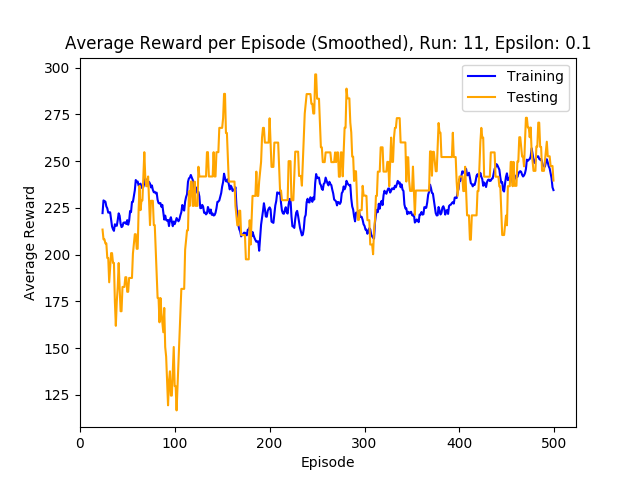 Average Reward per Episode (Smoothed), Run: 11, Epsilon: 0.1
Training
Testing
Average Reward
300
275
250
225
200
175
150
125
0 100 200 300 400 500
Episode